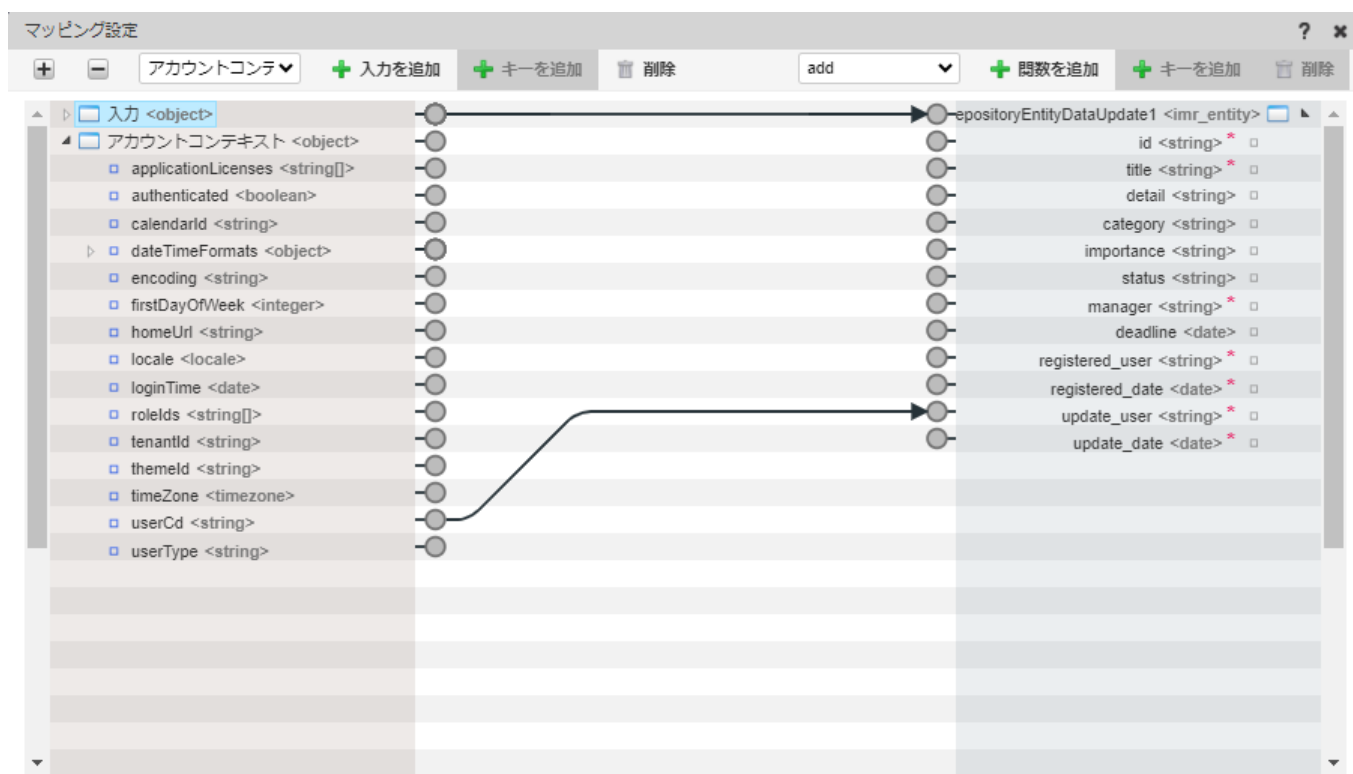 マッピング設定 ? ×
アカウントコンテ 入力を追加 キーを追加 削除 add 関数を追加 キーを追加 削除
入力 <object> epositoryEntityDataUpdate1 <imr_entity>
アカウントコンテキスト <object> id <string> *
applicationLicenses <string[]> title <string> *
authenticated <boolean> detail <string>
calendarId <string> category <string>
dateTimeFormats <object> importance <string>
encoding <string> status <string>
firstDayOfWeek <integer> manager <string> *
homeUrl <string> deadline <date>
locale <locale> registered_user <string> *
loginTime <date> registered_date <date> *
roleIds <string[]> update_user <string> *
tenantId <string> update_date <date> *
themeId <string>
timeZone <timezone>
userCd <string>
userType <string>